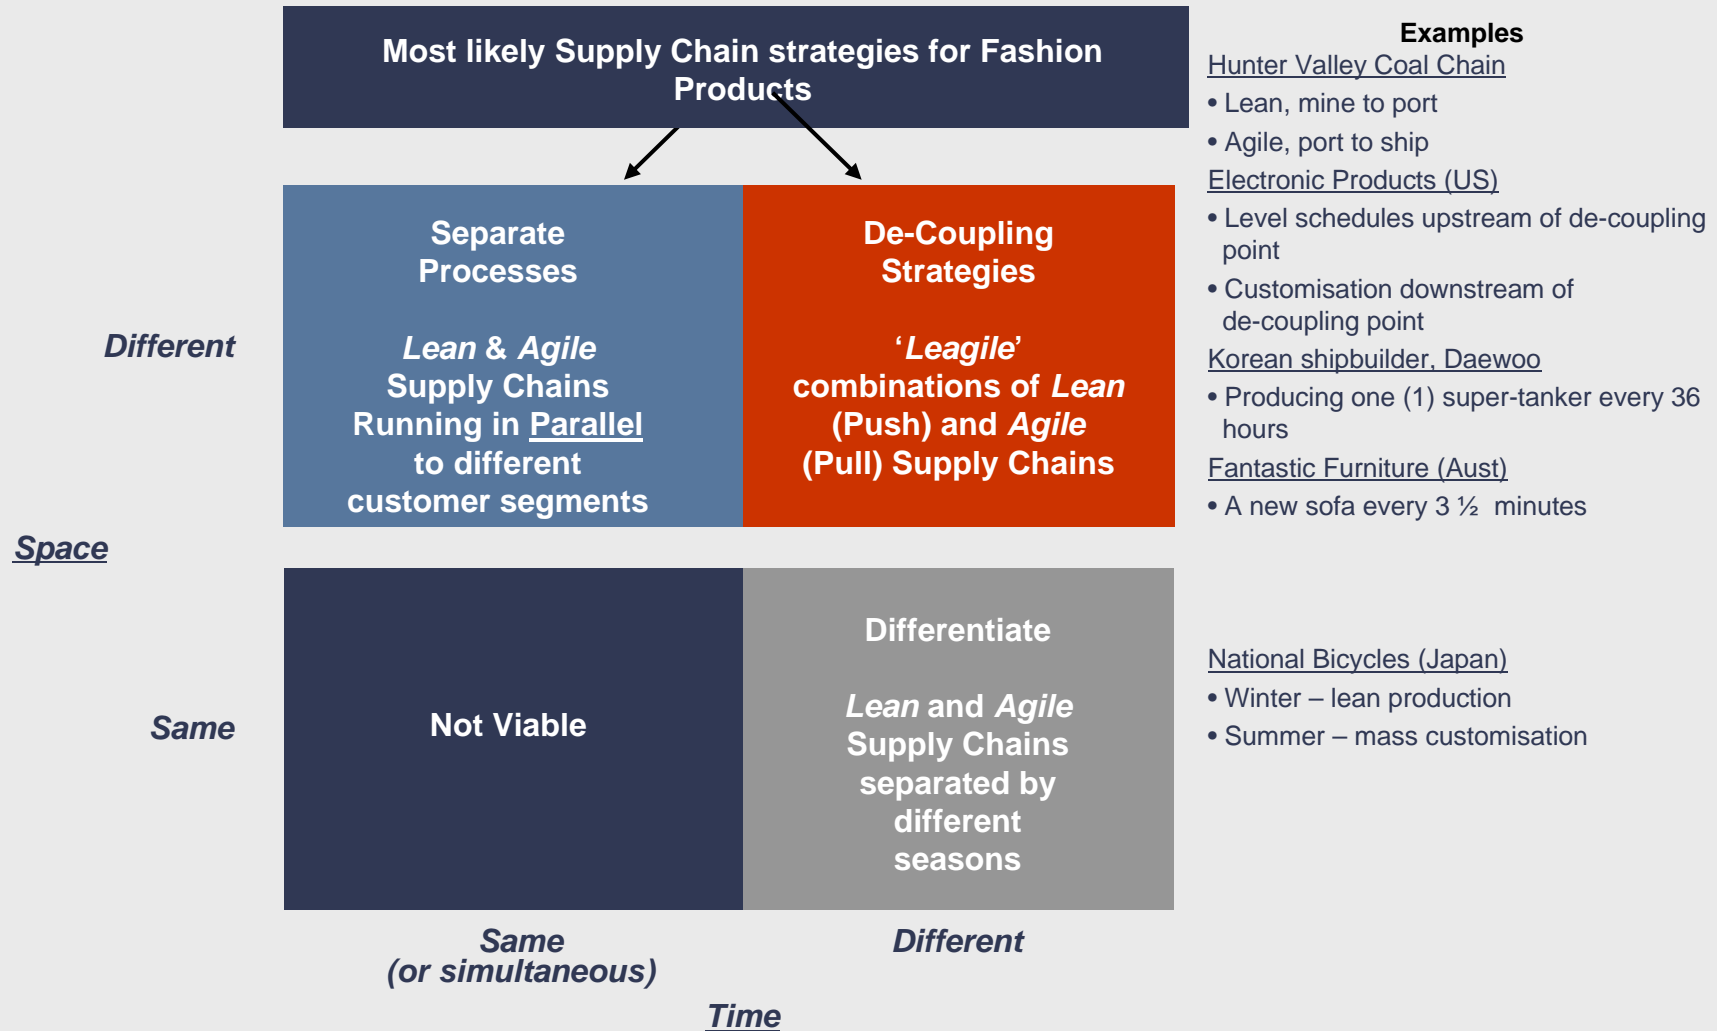 Most likely Supply Chain strategies for Fashion
Products
Separate
Processes
Lean & Agile
Supply Chains
Running in Parallel
to different
customer segments
De-Coupling
Strategies
‘Leagile’
combinations of Lean
(Push) and Agile
(Pull) Supply Chains
Different
Space
Same
Not Viable
Differentiate
Lean and Agile
Supply Chains
separated by
different
seasons
Same
(or simultaneous)
Different
Time
Examples
Hunter Valley Coal Chain
• Lean, mine to port
• Agile, port to ship
Electronic Products (US)
• Level schedules upstream of de-coupling
point
• Customisation downstream of
de-coupling point
Korean shipbuilder, Daewoo
• Producing one (1) super-tanker every 36
hours
Fantastic Furniture (Aust)
• A new sofa every 3 ½ minutes
National Bicycles (Japan)
• Winter – lean production
• Summer – mass customisation